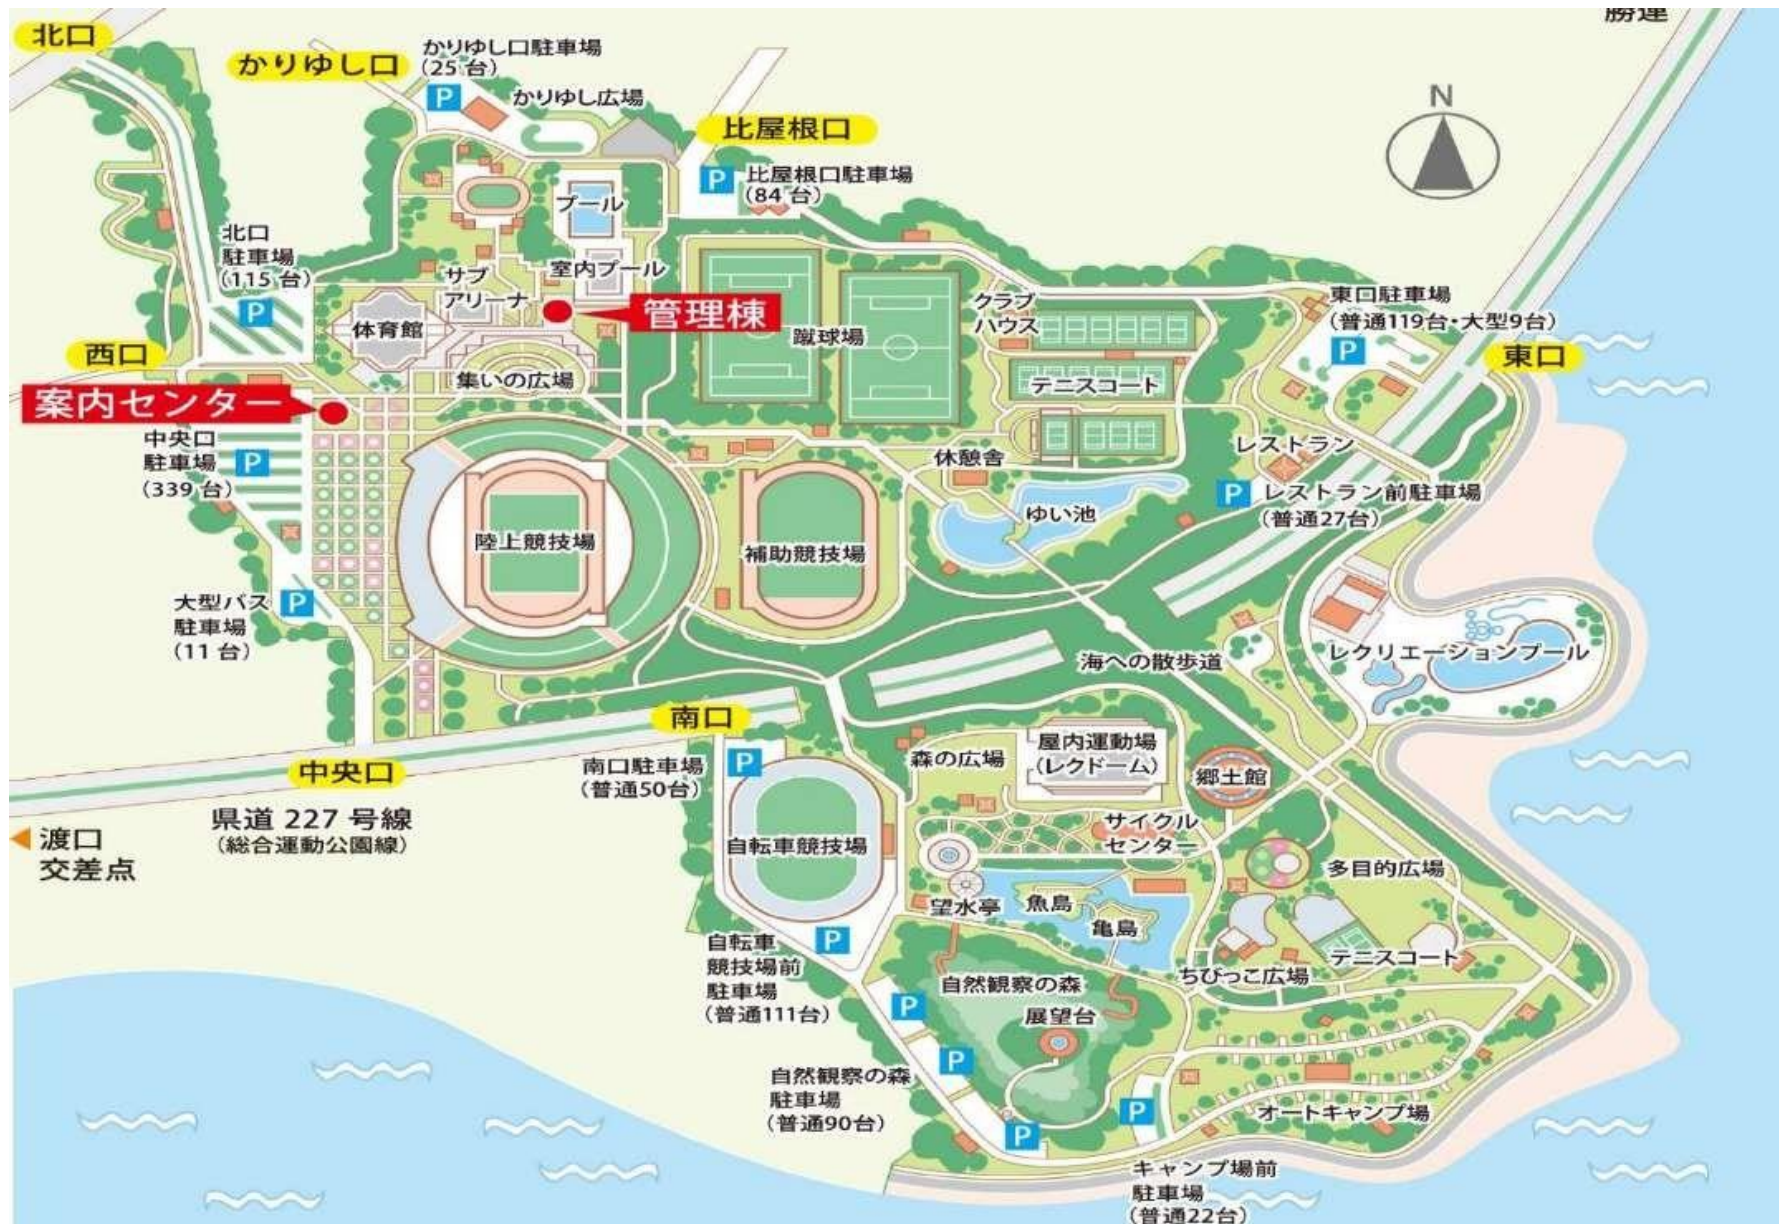 勝連
北口
かりゆし口
かりゆし口駐車場
(25台)
かりゆし広場
比屋根口
N
比屋根口駐車場
(84台)
プール
北口
駐車場
(115台)
サブ
アリーナ
室内プール
管理棟
体育館
蹴球場
クラブ
ハウス
東口駐車場
(普通119台・大型9台)
西口
東口
集いの広場
テニスコート
案内センター
中央口
駐車場
(339台)
休憩舎
レストラン
レストラン前駐車場
(普通27台)
ゆい池
陸上競技場
補助競技場
大型バス
駐車場
(11台)
海への散歩道
レクリエーションプール
南口
中央口
南口駐車場
(普通50台)
森の広場
屋内運動場
(レクドーム)
郷土館
県道 227 号線
(総合運動公園線)
渡口
交差点
自転車競技場
サイクル
センター
多目的広場
望水亭
魚島
亀島
自転車
競技場前
駐車場
(普通111台)
ちびっこ広場
テニスコート
自然観察の森
展望台
自然観察の森
駐車場
(普通90台)
オートキャンプ場
キャンプ場前
駐車場
(普通22台)
P
P
P
P
P
P
P
P
P
P
P
P
P